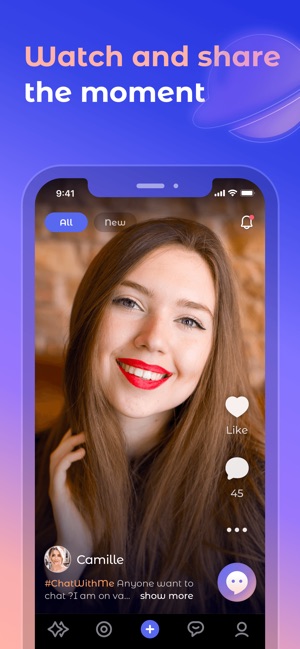 Watch and share
the moment
9:41
All
New
Like
45
Camille
#ChatWithMe Anyone want to
chat ?I am on va... show more